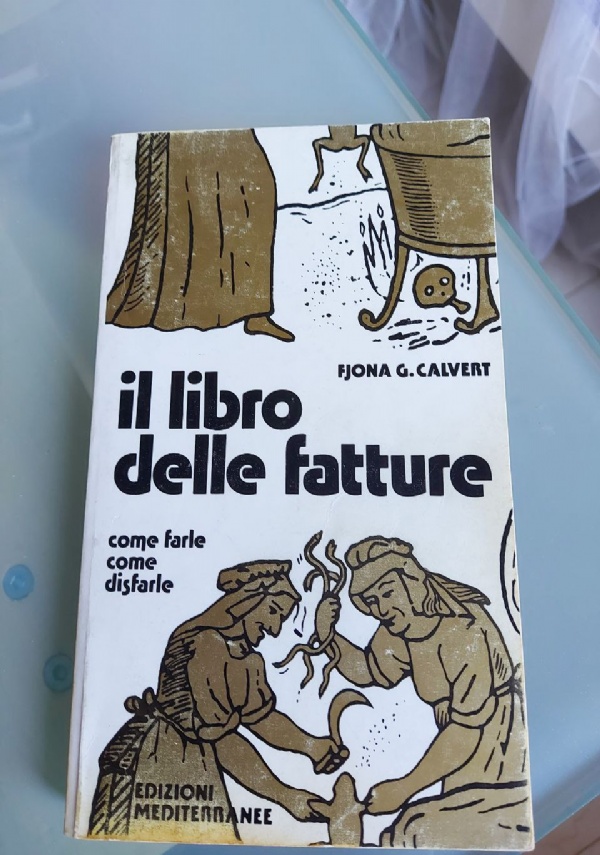 FJONA G. CALVERT
il libro
delle fatture
come farle
come
disfarle
EDIZIONI
MEDITERRANEE